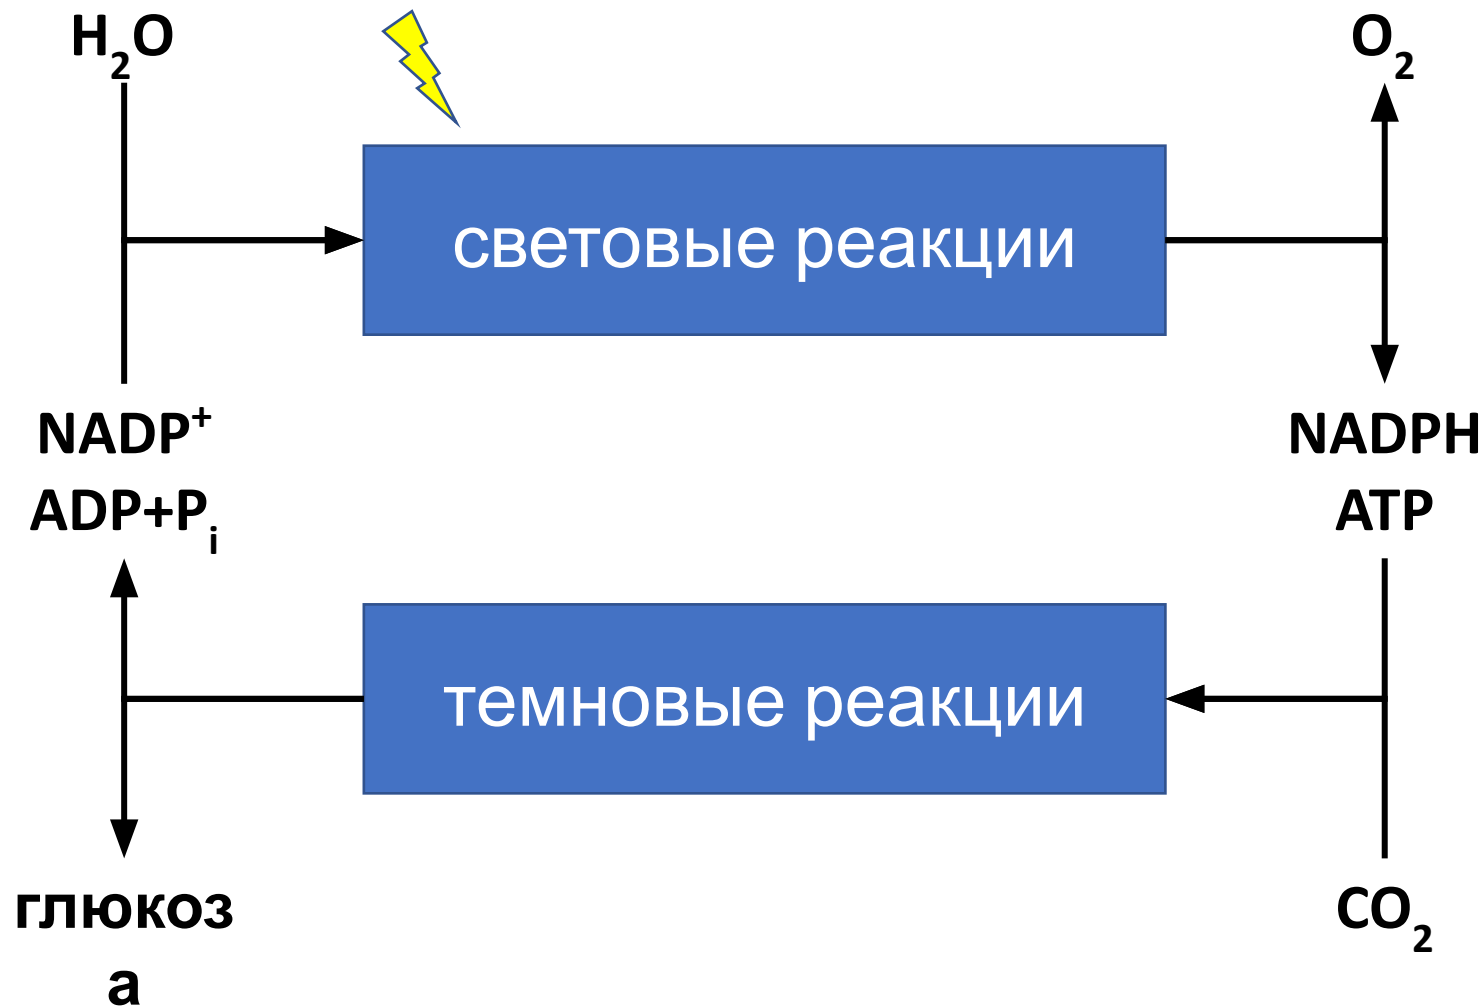 H₂O
O₂
световые реакции
NADP⁺
ADP+Pᵢ
NADPH
ATP
темновые реакции
глюкоз
а
CO₂